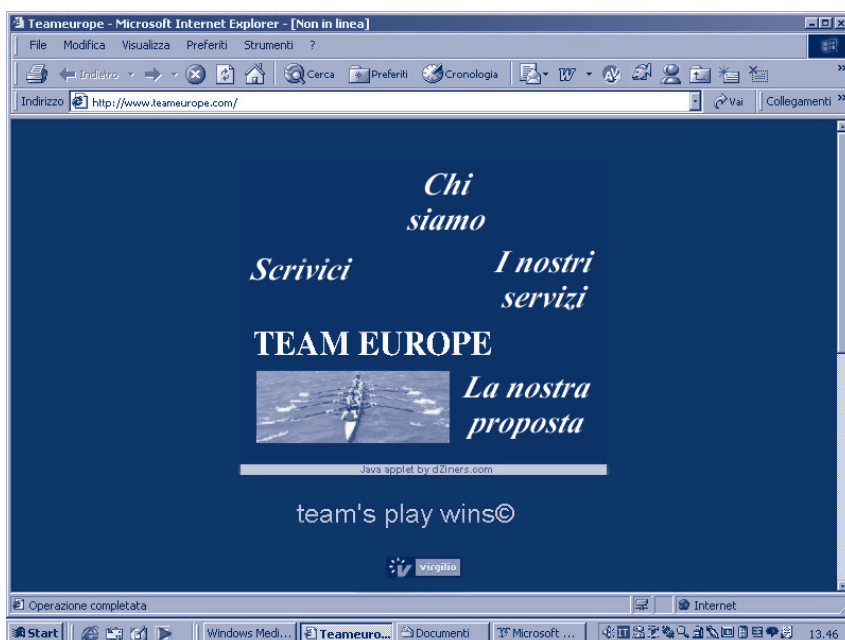 Teameurope - Microsoft Internet Explorer - [Non in linea]
File Modifica Visualizza Preferiti Strumenti ?
Indietro Cerca Preferiti Cronologia
Indirizzo http://www.teameurope.com/ Vai Collegamenti
Chi
siamo
Scrivici
I nostri
servizi
TEAM EUROPE
La nostra
proposta
Java applet by dZiners.com
team's play wins©
virgilio
Operazione completata Internet
Start Windows Medi... Teameuro... Documenti Microsoft ... 13.46